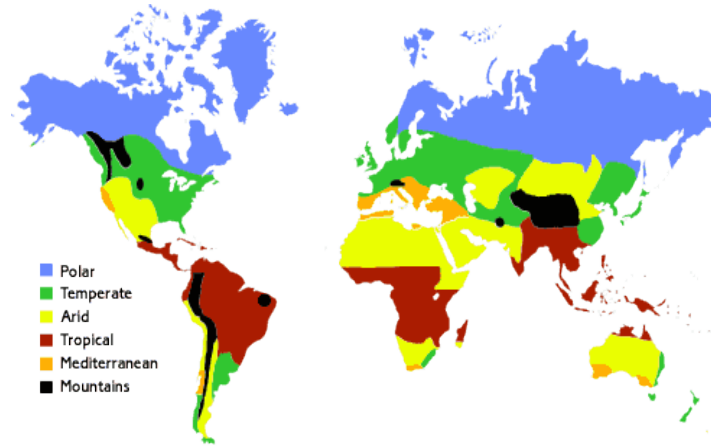 Polar
Temperate
Arid
Tropical
Mediterranean
Mountains